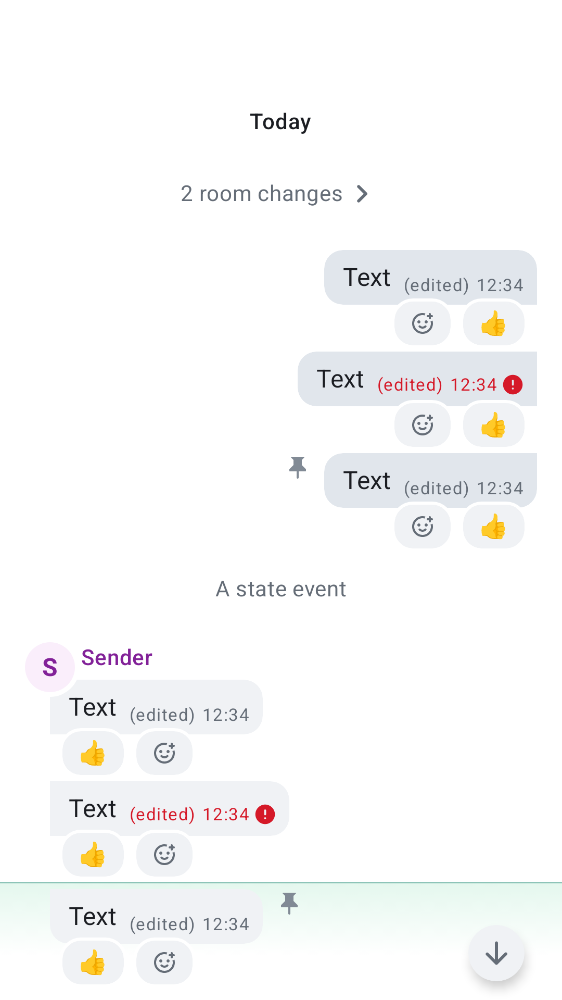 Today
2 room changes
Text (edited) 12:34
👍
Text (edited) 12:34
👍
Text (edited) 12:34
👍
A state event
S Sender
Text (edited) 12:34
👍
Text (edited) 12:34
👍
Text (edited) 12:34
👍